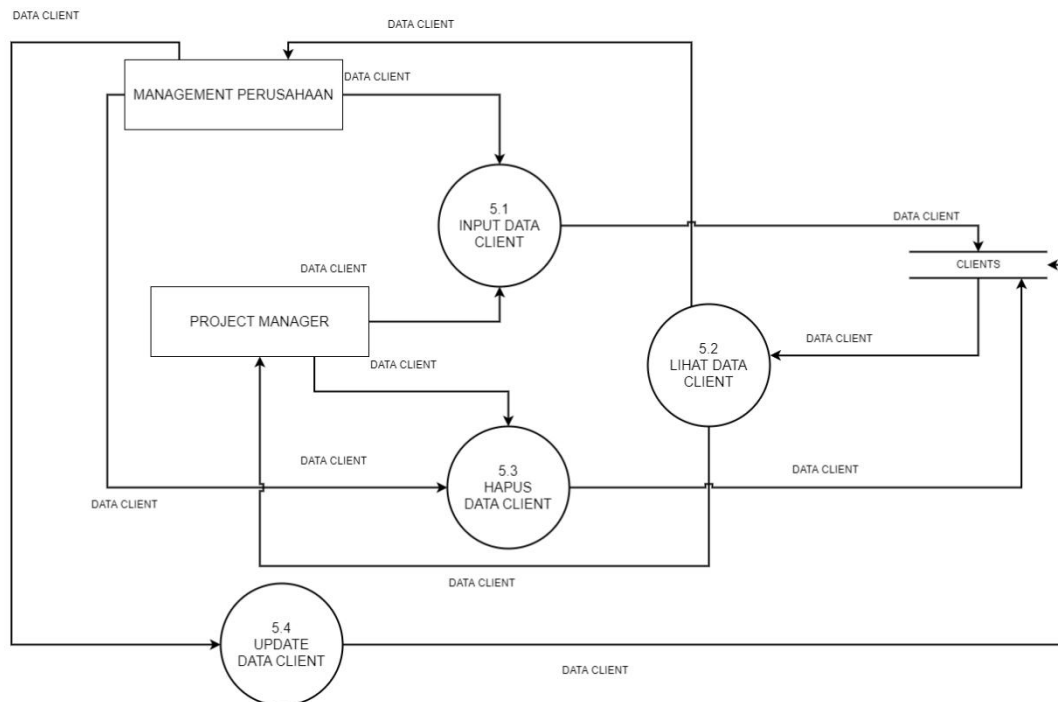 DATA CLIENT
DATA CLIENT
DATA CLIENT
MANAGEMENT PERUSAHAAN
5.1
INPUT DATA
CLIENT
DATA CLIENT
CLIENTS
DATA CLIENT
PROJECT MANAGER
DATA CLIENT
5.2
LIHAT DATA
CLIENT
DATA CLIENT
DATA CLIENT
5.3
HAPUS
DATA CLIENT
DATA CLIENT
DATA CLIENT
DATA CLIENT
5.4
UPDATE
DATA CLIENT
DATA CLIENT